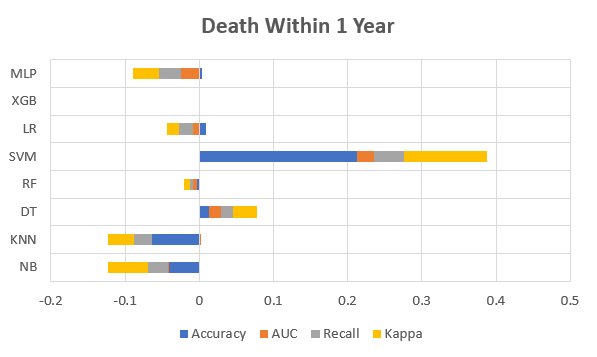 Death Within 1 Year
MLP
XGB
LR
SVM
RF
DT
KNN
NB
-0.2 -0.1 0 0.1 0.2 0.3 0.4 0.5
Accuracy AUC Recall Kappa